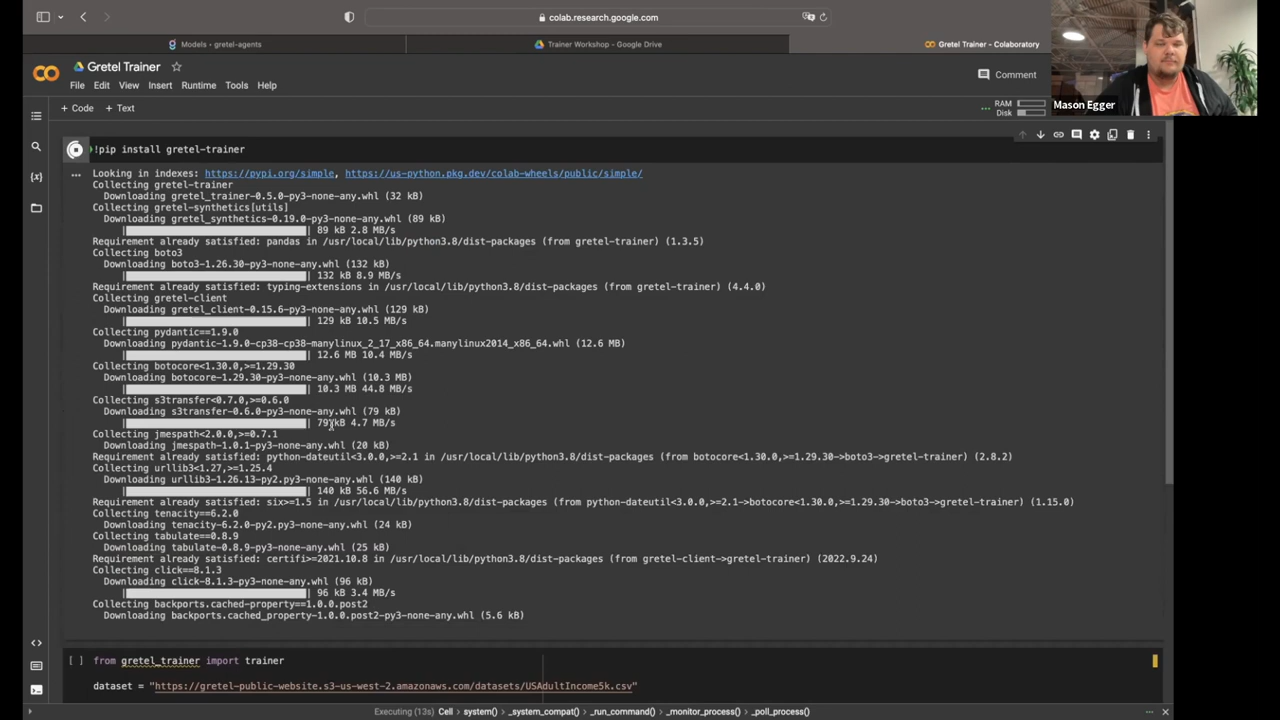 colab.research.google.com
Models - gretel-agents
Trainer Workshop - Google Drive
Gretel Trainer - Colaboratory
Gretel Trainer
Comment
File Edit View Insert Runtime Tools Help
Mason Egger
+ Code + Text
RAM
Disk
!pip install gretel-trainer
Looking in indexes: https://pypi.org/simple, https://us-python.pkg.dev/colab-wheels/public/simple/
Collecting gretel-trainer
Downloading gretel_trainer-0.5.0-py3-none-any.whl (32 kB)
Collecting gretel-synthetics[utils]
Downloading gretel_synthetics-0.19.0-py3-none-any.whl (89 kB)
| 89 kB 2.8 MB/s
Requirement already satisfied: pandas in /usr/local/lib/python3.8/dist-packages (from gretel-trainer) (1.3.5)
Collecting boto3
Downloading boto3-1.26.30-py3-none-any.whl (132 kB)
| 132 kB 8.9 MB/s
Requirement already satisfied: typing-extensions in /usr/local/lib/python3.8/dist-packages (from gretel-trainer) (4.4.0)
Collecting gretel-client
Downloading gretel_client-0.15.6-py3-none-any.whl (129 kB)
| 129 kB 10.5 MB/s
Collecting pydantic==1.9.0
Downloading pydantic-1.9.0-cp38-cp38-manylinux_2_17_x86_64.manylinux2014_x86_64.whl (12.6 MB)
| 12.6 MB 10.4 MB/s
Collecting botocore<1.30.0,>=1.29.30
Downloading botocore-1.29.30-py3-none-any.whl (10.3 MB)
| 10.3 MB 44.8 MB/s
Collecting s3transfer<0.7.0,>=0.6.0
Downloading s3transfer-0.6.0-py3-none-any.whl (79 kB)
| 79 kB 4.7 MB/s
Collecting jmespath<2.0.0,>=0.7.1
Downloading jmespath-1.0.1-py3-none-any.whl (20 kB)
Requirement already satisfied: python-dateutil<3.0.0,>=2.1 in /usr/local/lib/python3.8/dist-packages (from botocore<1.30.0,>=1.29.30->boto3->gretel-trainer) (2.8.2)
Collecting urllib3<1.27,>=1.25.4
Downloading urllib3-1.26.13-py2.py3-none-any.whl (140 kB)
| 140 kB 56.6 MB/s
Requirement already satisfied: six>=1.5 in /usr/local/lib/python3.8/dist-packages (from python-dateutil<3.0.0,>=2.1->botocore<1.30.0,>=1.29.30->boto3->gretel-trainer) (1.15.0)
Collecting tenacity==6.2.0
Downloading tenacity-6.2.0-py2.py3-none-any.whl (24 kB)
Collecting tabulate==0.8.9
Downloading tabulate-0.8.9-py3-none-any.whl (25 kB)
Requirement already satisfied: certifi>=2021.10.8 in /usr/local/lib/python3.8/dist-packages (from gretel-client->gretel-trainer) (2022.9.24)
Collecting click==8.1.3
Downloading click-8.1.3-py3-none-any.whl (96 kB)
| 96 kB 3.4 MB/s
Collecting backports.cached-property==1.0.0.post2
Downloading backports.cached_property-1.0.0.post2-py3-none-any.whl (5.6 kB)
[ ] from gretel_trainer import trainer
dataset = "https://gretel-public-website.s3-us-west-2.amazonaws.com/datasets/USAdultIncome5k.csv"
Executing (13s) Cell > system() > _system_compat() > _run_command() > _monitor_process() > _poll_process()